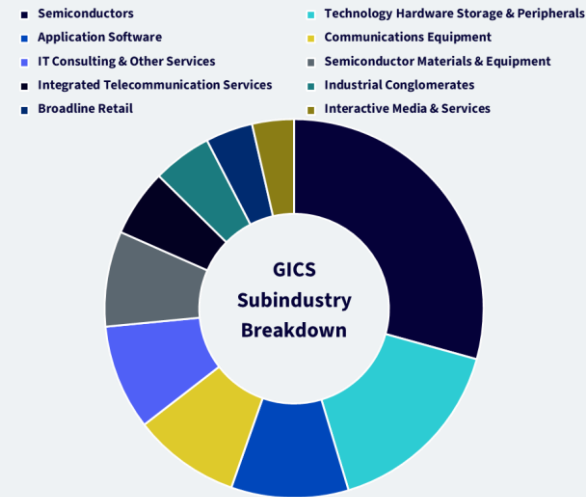 Semiconductors
Technology Hardware Storage & Peripherals
Application Software
Communications Equipment
IT Consulting & Other Services
Semiconductor Materials & Equipment
Integrated Telecommunication Services
Industrial Conglomerates
Broadline Retail
Interactive Media & Services
GICS
Subindustry
Breakdown